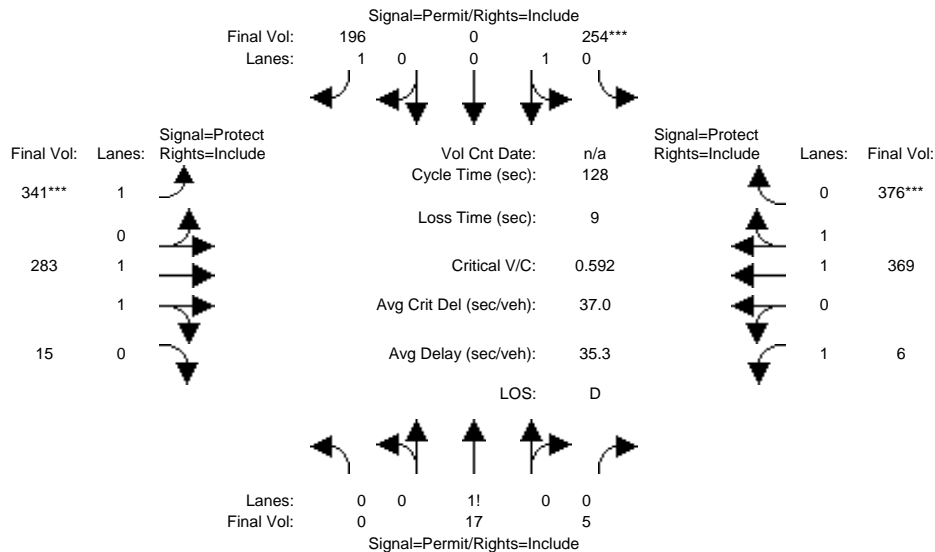 Signal=Permit/Rights=Include
Final Vol: 196 0 254***
Lanes: 1 0 0 1 0
Signal=Protect Signal=Protect
Final Vol: Lanes: Rights=Include Vol Cnt Date: n/a Rights=Include Lanes: Final Vol:
Cycle Time (sec): 128
341*** 1 0 376***
Loss Time (sec): 9
0 1
283 1 Critical V/C: 0.592 1 369
1 Avg Crit Del (sec/veh): 37.0 0
15 0 Avg Delay (sec/veh): 35.3 1 6
LOS: D
Lanes: 0 0 1! 0 0
Final Vol: 0 17 5
Signal=Permit/Rights=Include